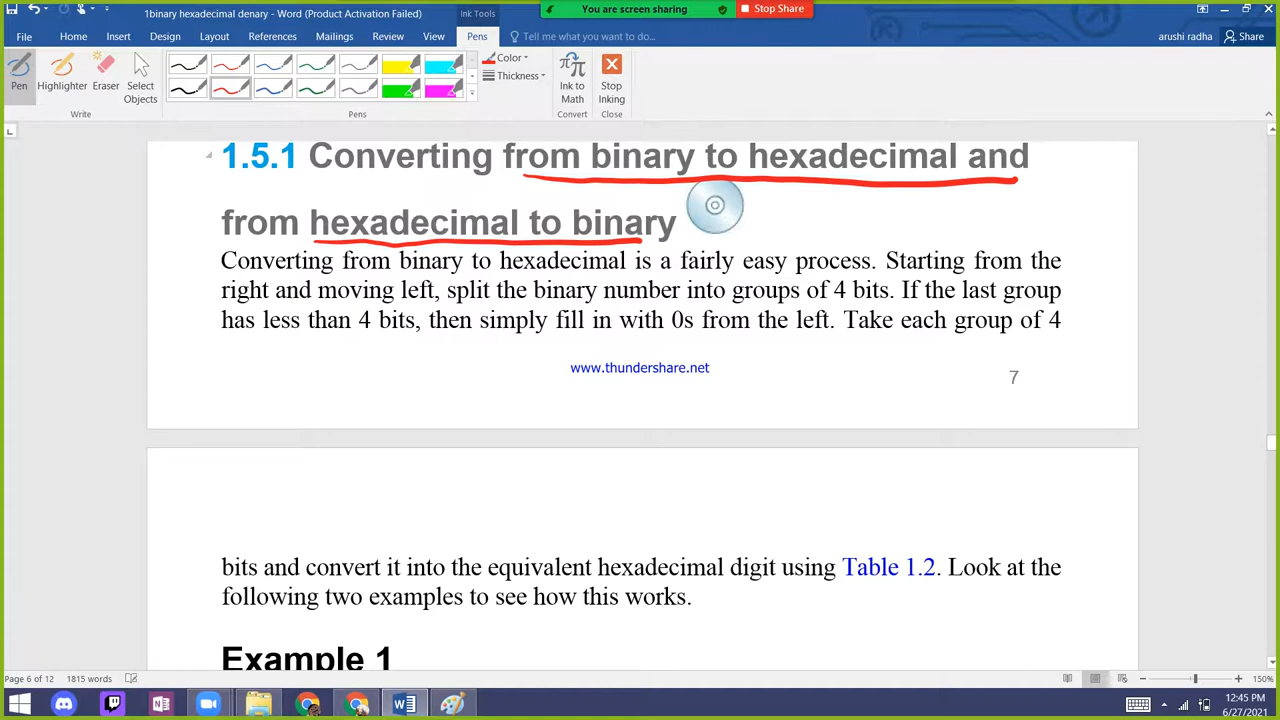 1binary hexadecimal denary - Word (Product Activation Failed)
Ink Tools
You are screen sharing
Stop Share
File Home Insert Design Layout References Mailings Review View Pens Tell me what you want to do... arushi radha Share
Pen Highlighter Eraser Select Objects
Color
Thickness
Ink to Math
Stop Inking
Write Pens Convert Close
1.5.1 Converting from binary to hexadecimal and
from hexadecimal to binary
Converting from binary to hexadecimal is a fairly easy process. Starting from the
right and moving left, split the binary number into groups of 4 bits. If the last group
has less than 4 bits, then simply fill in with 0s from the left. Take each group of 4
www.thundershare.net
7
bits and convert it into the equivalent hexadecimal digit using Table 1.2. Look at the
following two examples to see how this works.
Example 1
Page 6 of 12 1815 words 150%
12:45 PM
6/27/2021